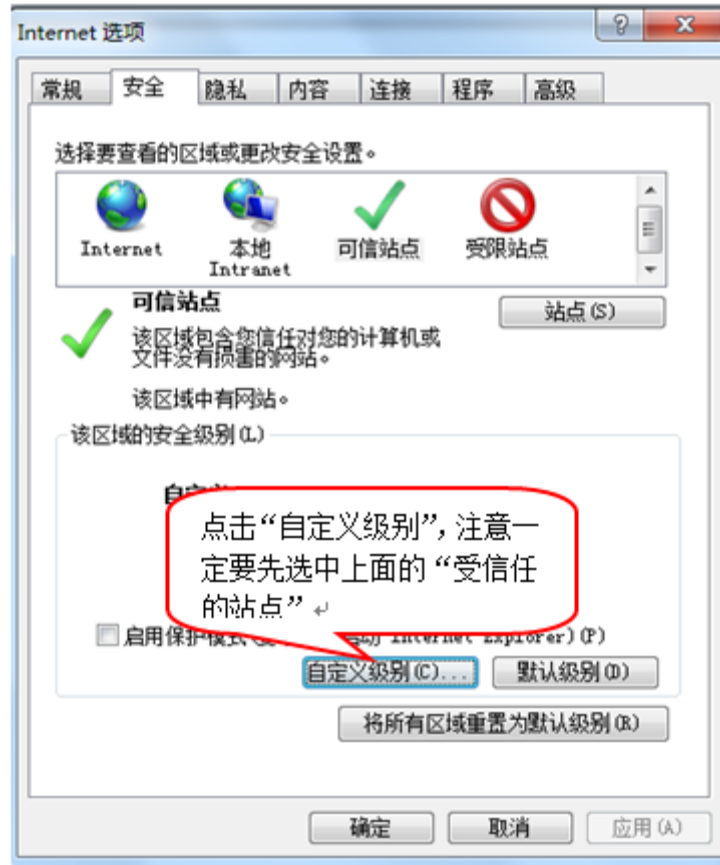 Internet 选项
常规 安全 隐私 内容 连接 程序 高级
选择要查看的区域或更改安全设置。
Internet 本地 Intranet 可信站点 受限站点
可信站点
站点(S)
该区域包含您信任对您的计算机或
文件没有损害的网站。
该区域中有网站。
该区域的安全级别(L)
点击“自定义级别”，注意一
定要先选中上面的“受信任
的站点”
启用保护模式 Internet Explorer)(P)
自定义级别(C)... 默认级别(D)
将所有区域重置为默认级别(R)
确定 取消 应用(A)